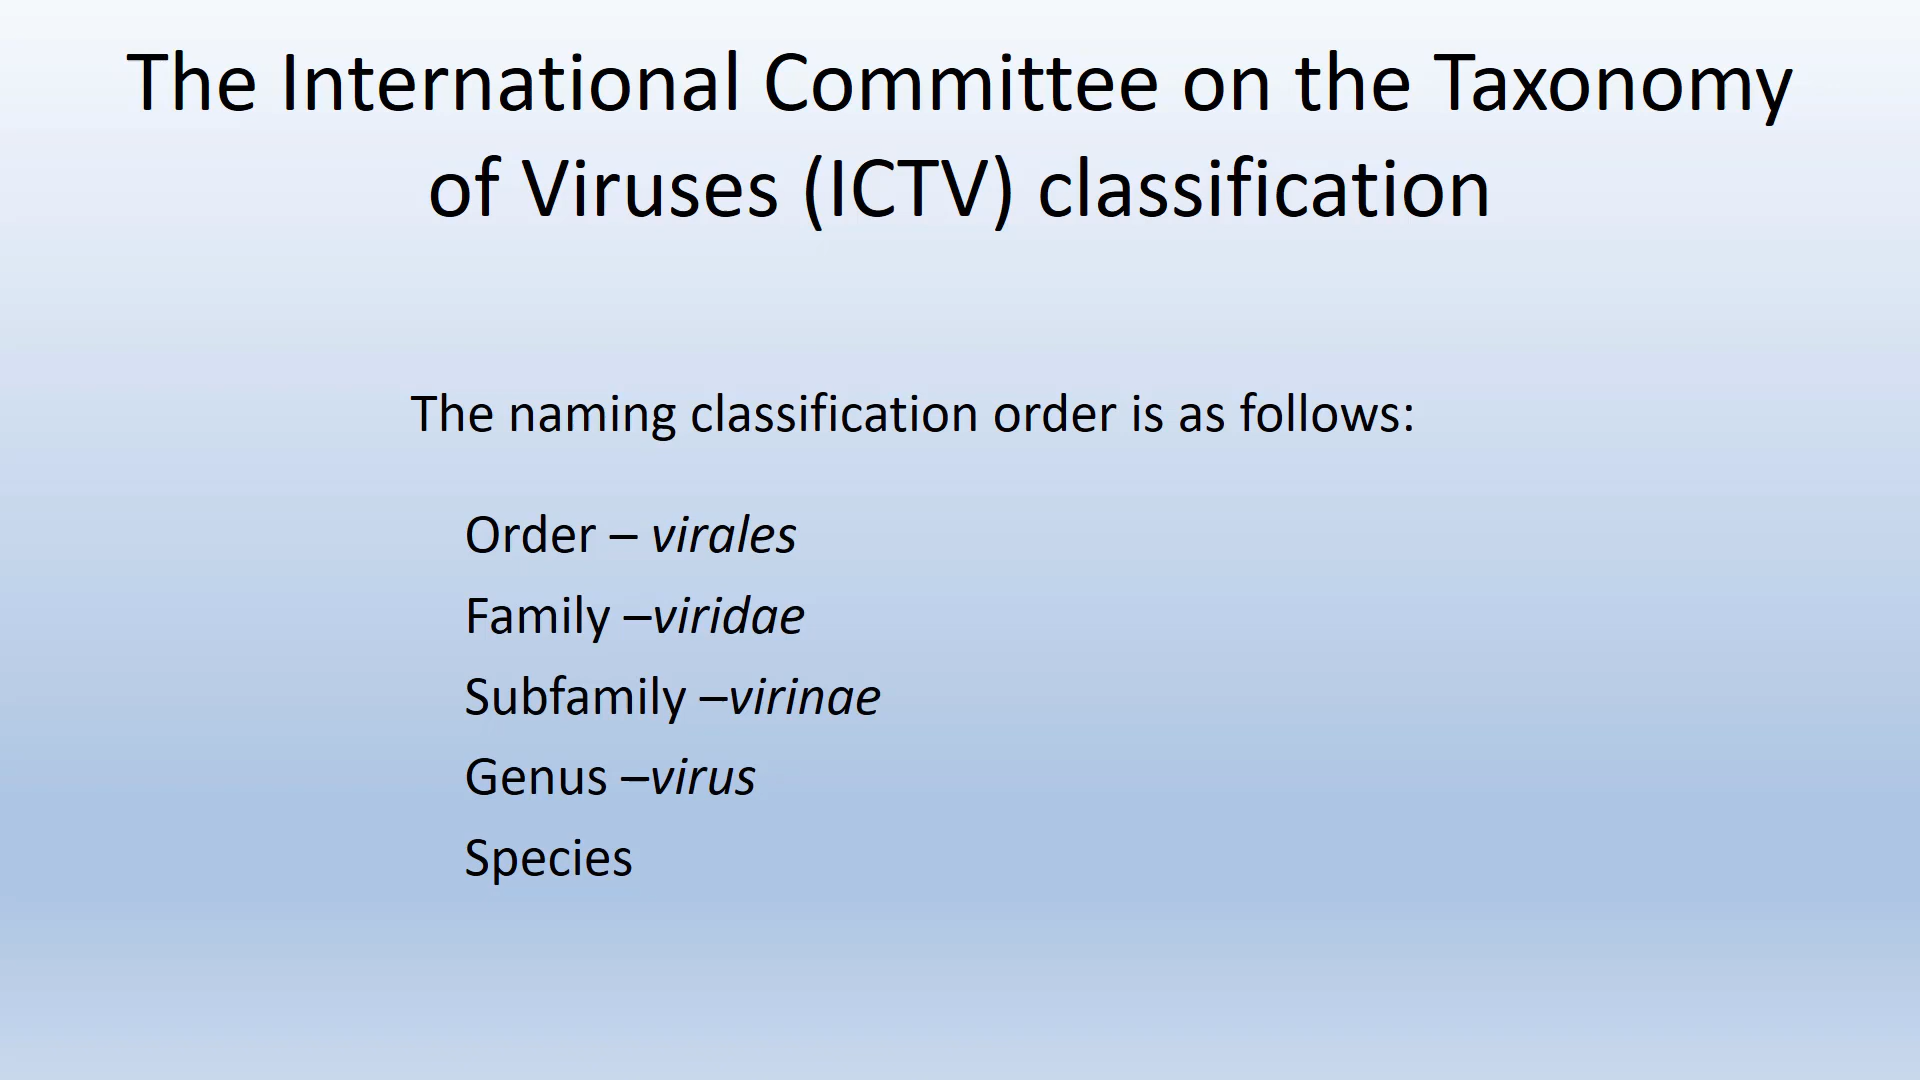 The International Committee on the Taxonomy
of Viruses (ICTV) classification
The naming classification order is as follows:
Order – virales
Family –viridae
Subfamily –virinae
Genus –virus
Species